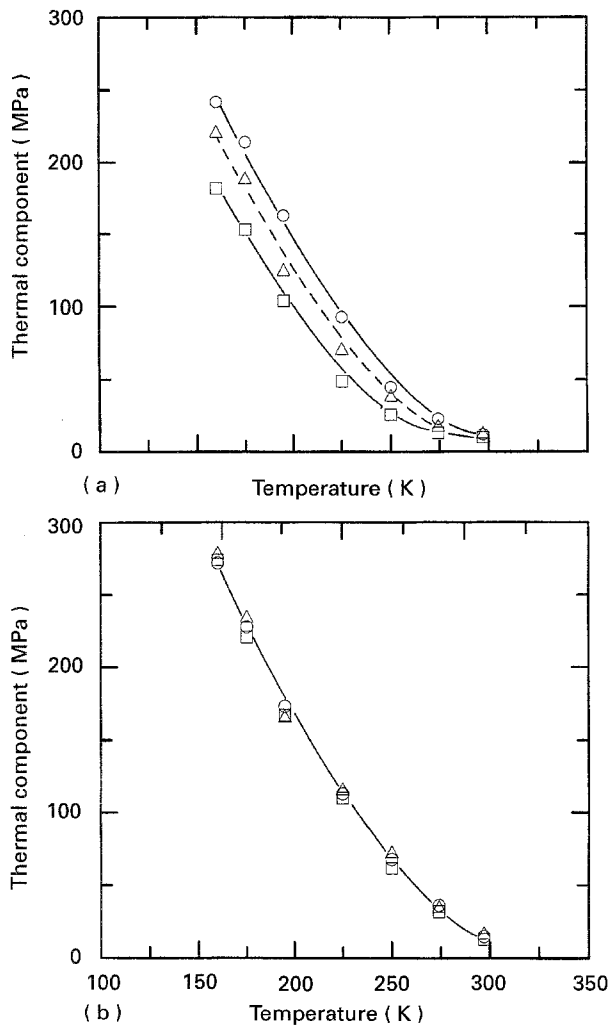 300
200
100
0
Thermal component ( MPa )
( a )
Temperature ( K )
300
200
100
0
Thermal component ( MPa )
100 150 200 250 300 350
( b )
Temperature ( K )